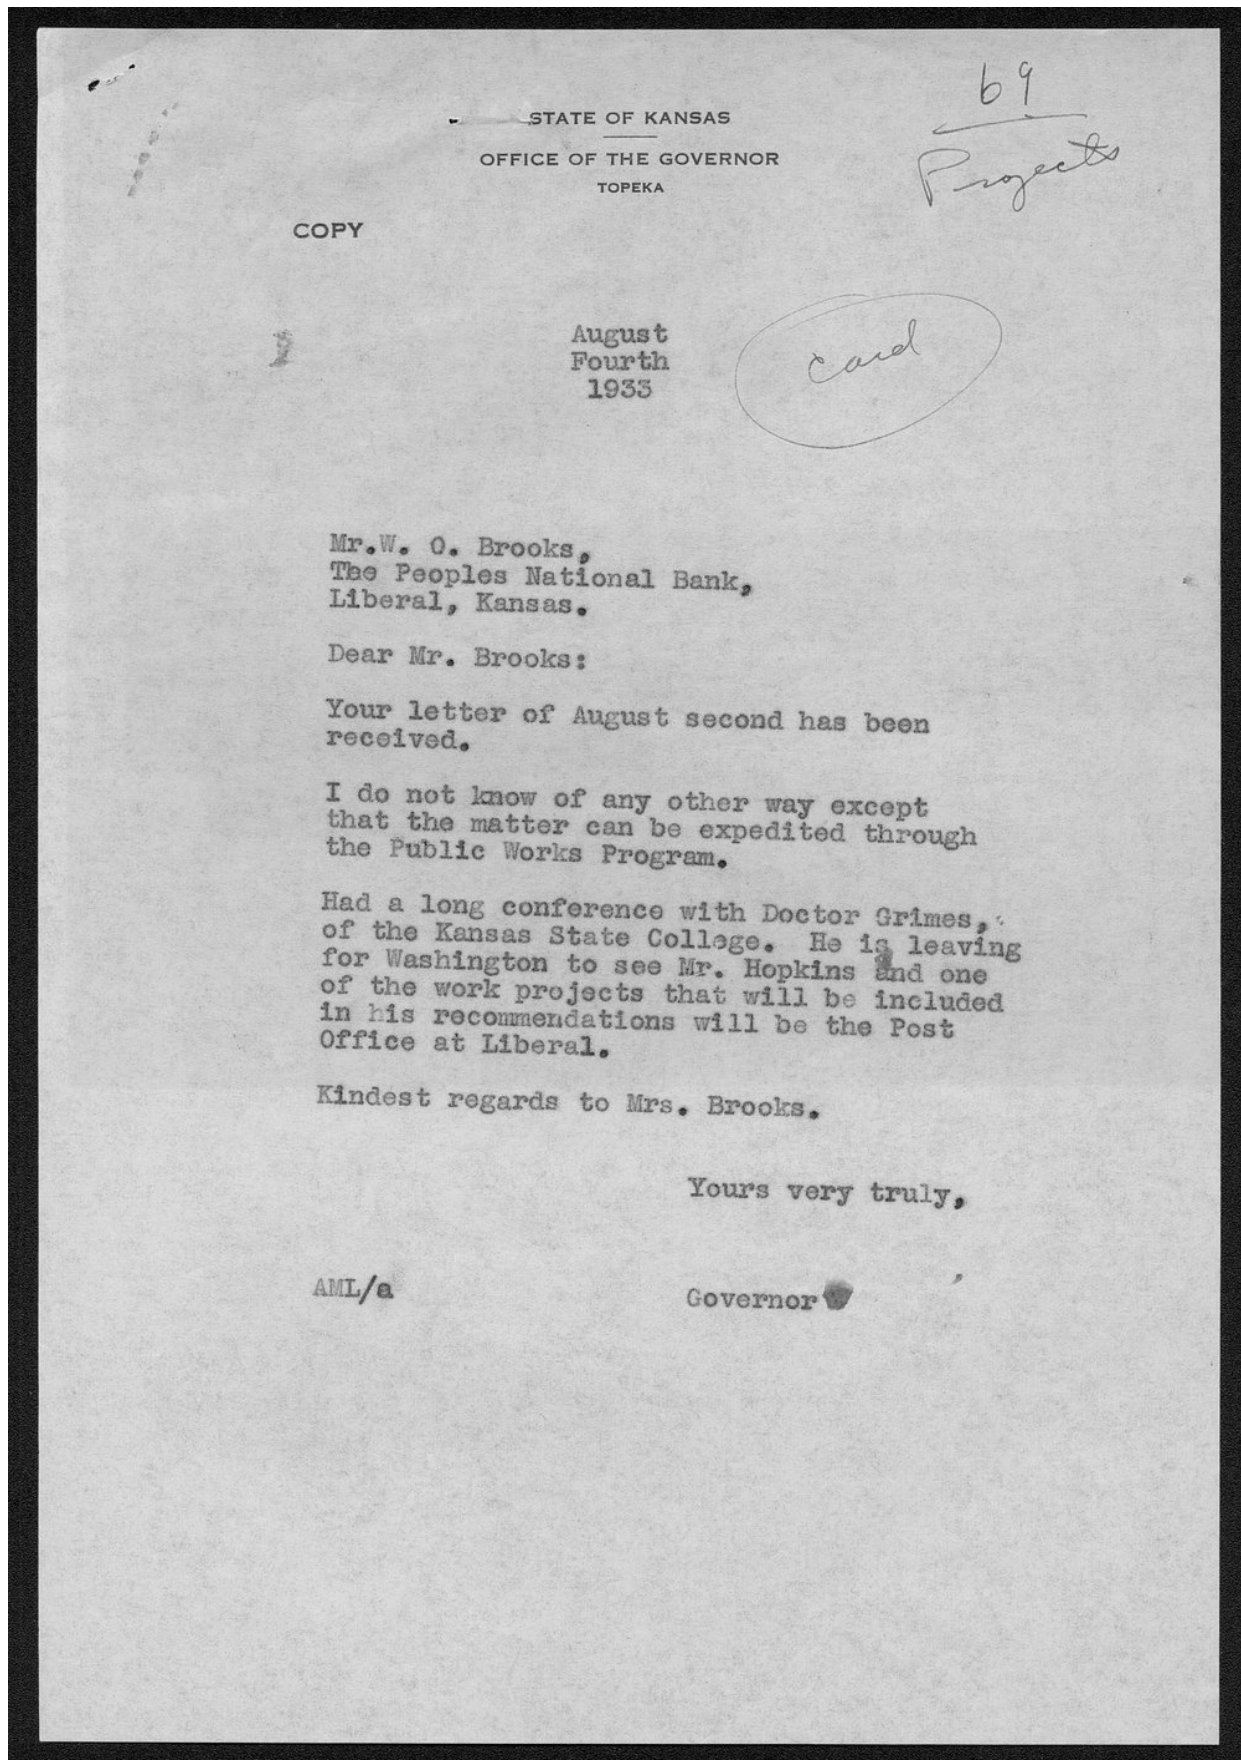 69
Projects
STATE OF KANSAS
OFFICE OF THE GOVERNOR
TOPEKA
COPY
card
August
Fourth
1933
Mr.W. O. Brooks,
The Peoples National Bank,
Liberal, Kansas.
Dear Mr. Brooks:
Your letter of August second has been
received.
I do not know of any other way except
that the matter can be expedited through
the Public Works Program.
Had a long conference with Doctor Grimes,
of the Kansas State College. He is leaving
for Washington to see Mr. Hopkins and one
of the work projects that will be included
in his recommendations will be the Post
Office at Liberal.
Kindest regards to Mrs. Brooks.
Yours very truly,
AML/a
Governor